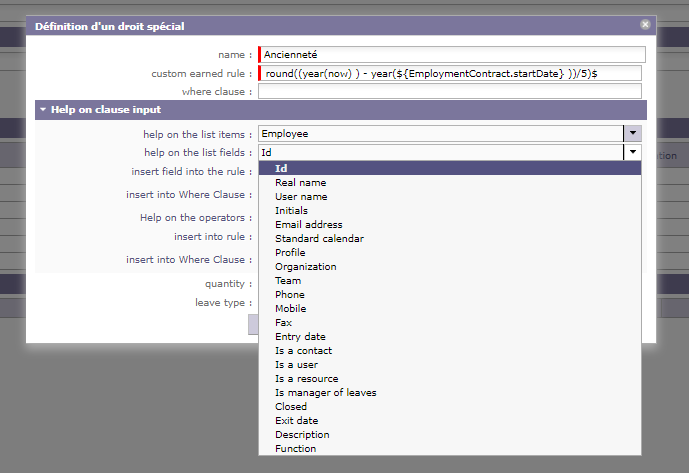 Définition d'un droit spécial
name :
Ancienneté
custom earned rule :
round((year(now) ) - year(${EmploymentContract.startDate} ))/5)$
where clause :
Help on clause input
help on the list items :
Employee
help on the list fields :
Id
insert field into the rule :
Id
Real name
insert into Where Clause :
User name
Initials
Help on the operators :
Email address
insert into rule :
Standard calendar
Profile
insert into Where Clause :
Organization
quantity :
Team
leave type :
Phone
Mobile
Fax
Entry date
Is a contact
Is a user
Is a resource
Is manager of leaves
Closed
Exit date
Description
Function
tion